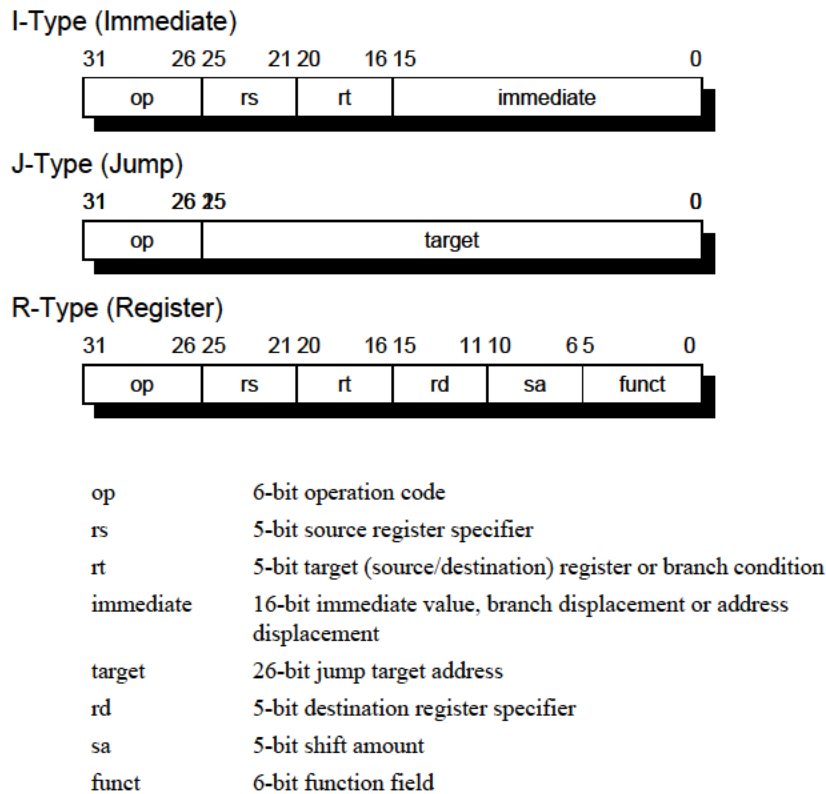 I-Type (Immediate)
31 26 25 21 20 16 15 0
op rs rt immediate
J-Type (Jump)
31 26 25 0
op target
R-Type (Register)
31 26 25 21 20 16 15 11 10 6 5 0
op rs rt rd sa funct
op 6-bit operation code
rs 5-bit source register specifier
rt 5-bit target (source/destination) register or branch condition
immediate 16-bit immediate value, branch displacement or address
displacement
target 26-bit jump target address
rd 5-bit destination register specifier
sa 5-bit shift amount
funct 6-bit function field